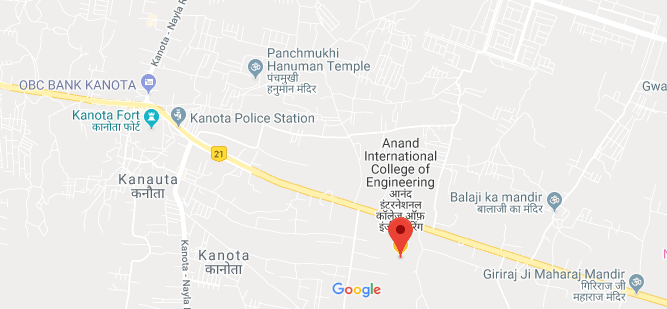 Kanota - Nayla R
Panchmukhi
Hanuman Temple
पंचमुखी
हनुमान मंदिर
OBC BANK KANOTA
Gwa
Kanota Fort
कानोता फोर्ट
Kanota Police Station
21
Anand
International
College of
Engineering
आनंद
इंटरनेशनल
कॉलेज ऑफ़
Kanauta
कनौता
Balaji ka mandir
बालाजी का मंदिर
Kanota
कानोता
Kanota - Nayla R
Giriraj Ji Maharaj Mandir
गिरिराज जी
महाराज मंदिर
Google